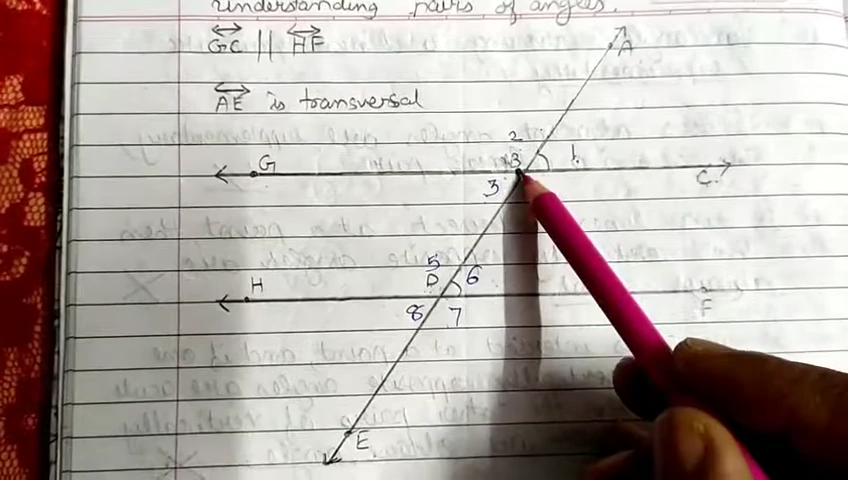 understanding pairs of angles.
GC || HF
AE is transversal
A
2
B 1
G C
3
5
D 6
H F
8 7
E